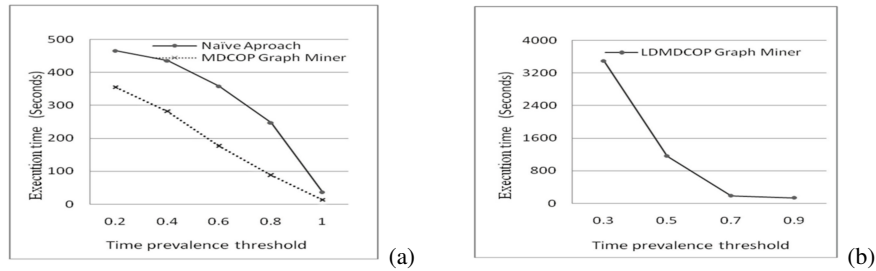 500
400
300
200
100
0
Execution time (Seconds)
Naïve Aproach
MDCOP Graph Miner
0.2 0.4 0.6 0.8 1
Time prevalence threshold
(a)
4000
3200
2400
1600
800
0
Execution time (Seconds)
LDMDCOP Graph Miner
0.3 0.5 0.7 0.9
Time prevalence threshold
(b)